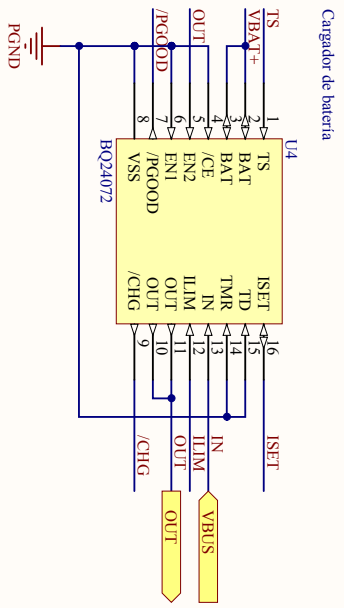 Cargador de batería
U4
TS 1 TS ISET 16 ISET
VBAT+ 2 BAT TD 15
3 BAT TMR 14
4 /CE IN 13 IN VBUS
OUT 5 EN2 ILIM 12 ILIM
6 EN1 OUT 11 OUT OUT
/PGOOD 7 /PGOOD OUT 10
8 VSS /CHG 9 /CHG
BQ24072
PGND